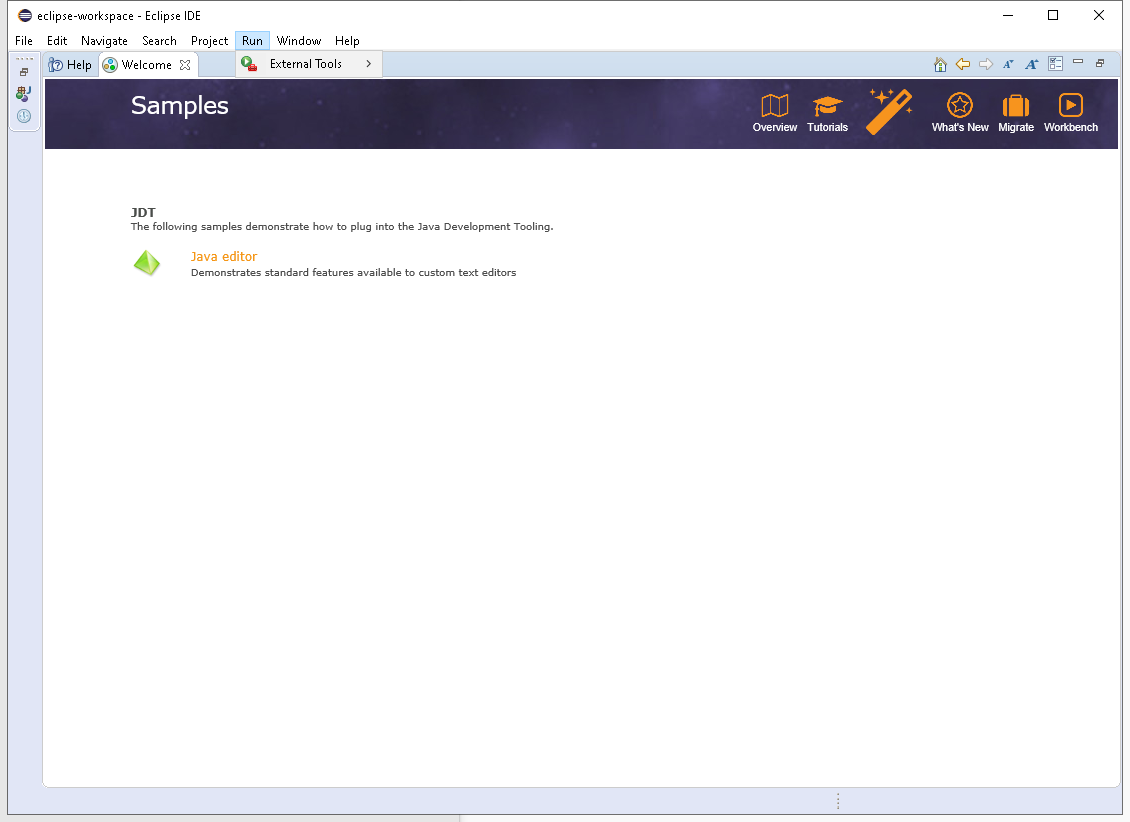 eclipse-workspace - Eclipse IDE
File Edit Navigate Search Project Run Window Help
Help Welcome External Tools
Samples
Overview Tutorials What's New Migrate Workbench
JDT
The following samples demonstrate how to plug into the Java Development Tooling.
Java editor
Demonstrates standard features available to custom text editors